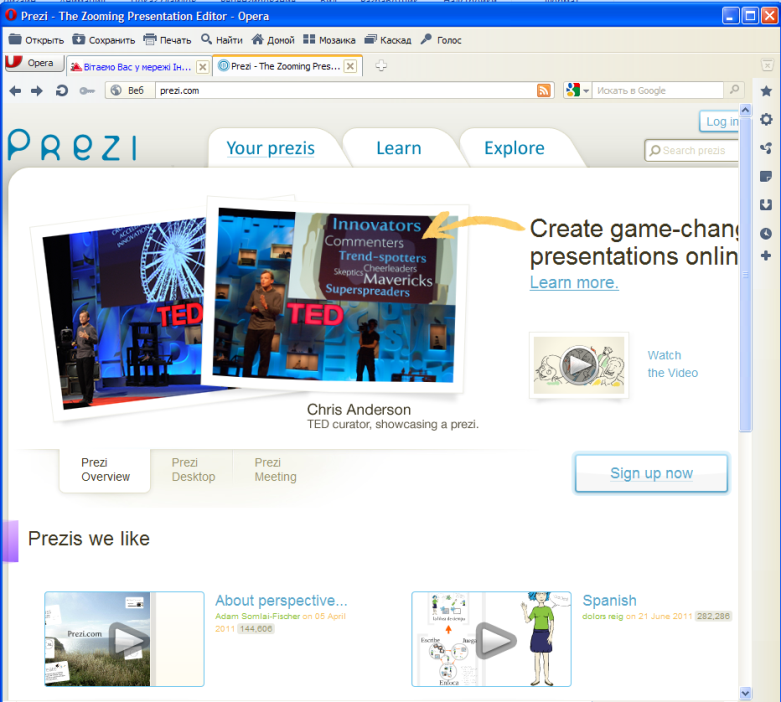 Prezi - The Zooming Presentation Editor - Opera
Открыть Сохранить Печать Найти Домой Мозаика Каскад Голос
Opera Вітаємо Вас у мережі Ін... Prezi - The Zooming Pres...
Веб prezi.com Искать в Google
Log in
Prezi
Your prezis Learn Explore
Search prezis
Innovators
Commenters
Trend-spotters
Cheerleaders
Skeptics Mavericks
Superspreaders
TED
TED
Create game-chang
presentations onlin
Learn more.
Watch
the Video
Chris Anderson
TED curator, showcasing a prezi.
Prezi
Overview
Prezi
Desktop
Prezi
Meeting
Sign up now
Prezis we like
Prezi.com
About perspective...
Adam Somlai-Fischer on 05 April
2011 144,606
Escribe Juega
Enfoca
Spanish
dolors reig on 21 June 2011 282,286